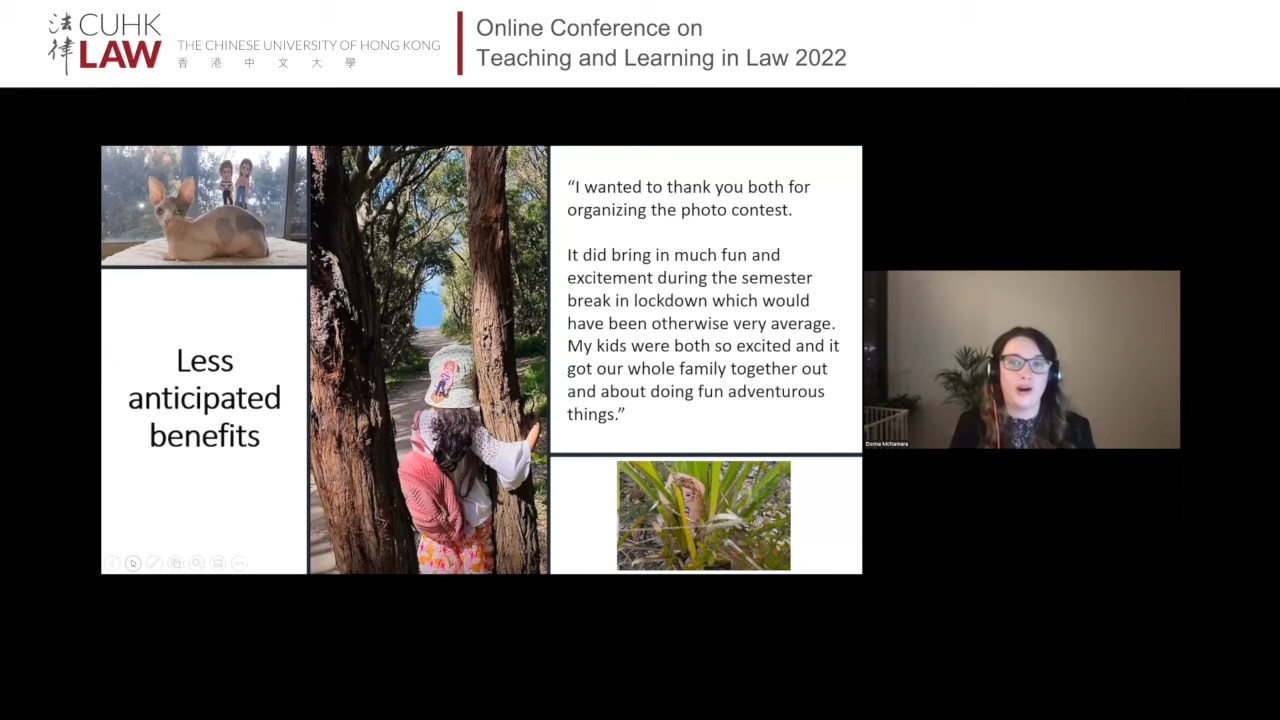 法律
CUHK
LAW
THE CHINESE UNIVERSITY OF HONG KONG
香港中文大學
Online Conference on
Teaching and Learning in Law 2022
Less
anticipated
benefits
“I wanted to thank you both for
organizing the photo contest.
It did bring in much fun and
excitement during the semester
break in lockdown which would
have been otherwise very average.
My kids were both so excited and it
got our whole family together out
and about doing fun adventurous
things.”
Donna McNamara